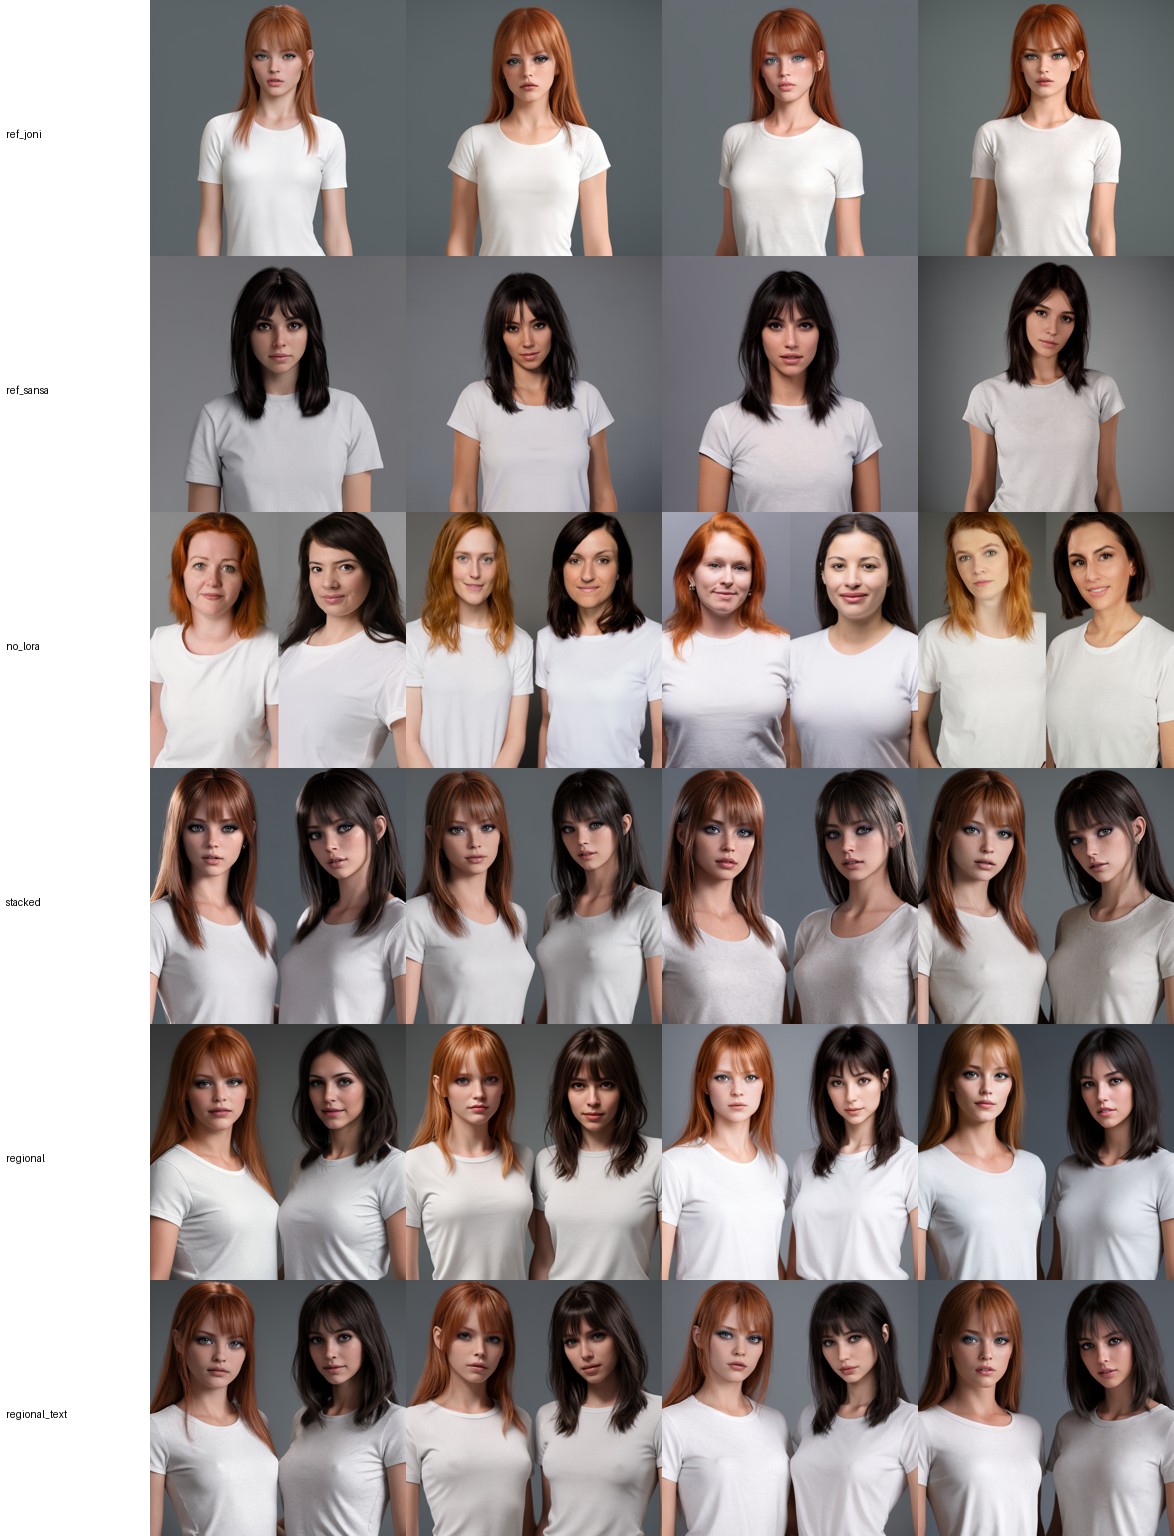 ref_joni
ref_sansa
no_lora
stacked
regional
regional_text